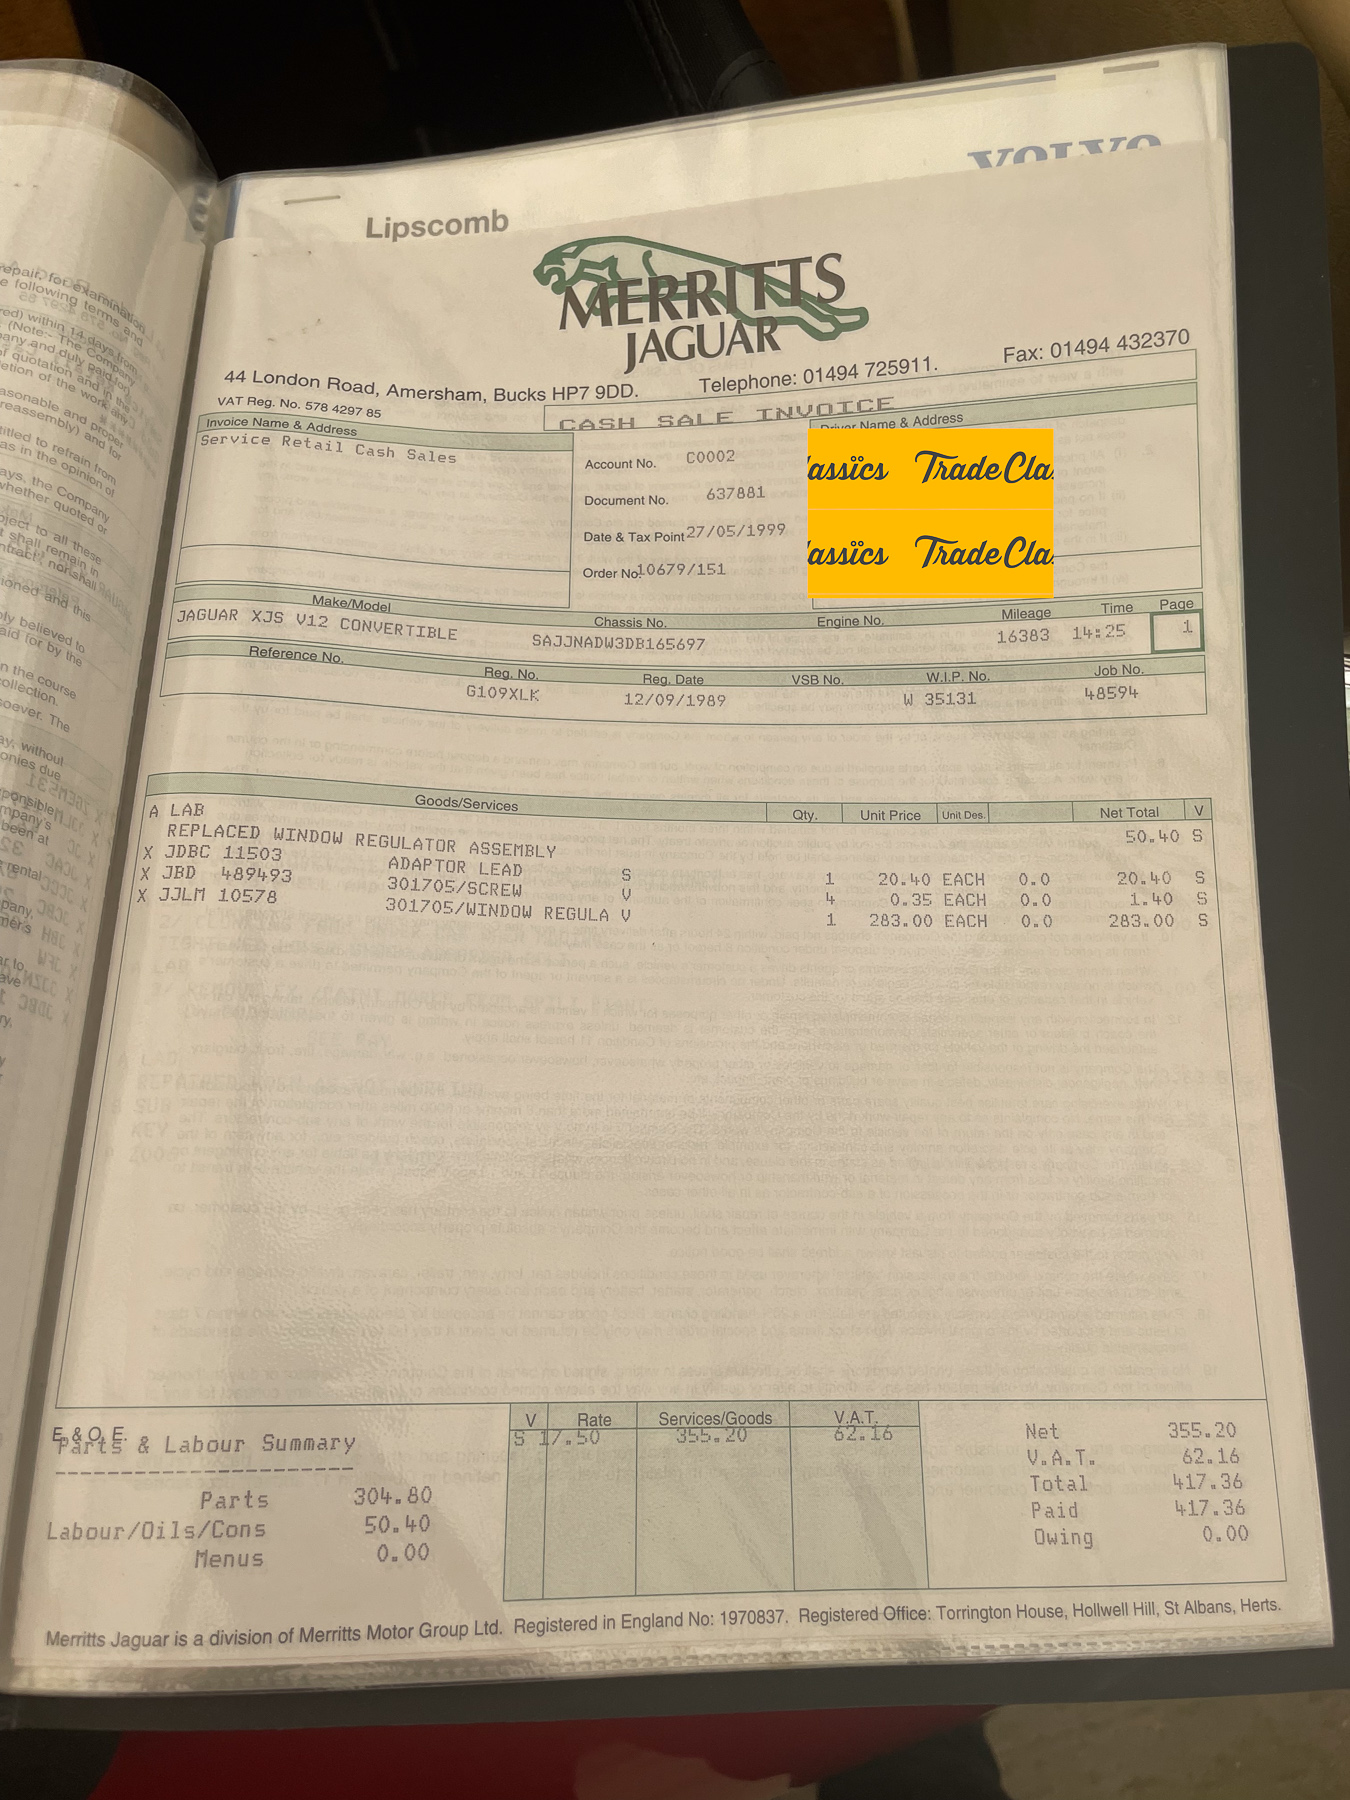 VOLVO
Lipscomb
MERRITTS
JAGUAR
44 London Road, Amersham, Bucks HP7 9DD. Telephone: 01494 725911. Fax: 01494 432370
VAT Reg. No. 578 4297 85
CASH SALE INVOICE
Invoice Name & Address
Driver Name & Address
Service Retail Cash Sales
Account No. C0002
Document No. 637881
Date & Tax Point 27/05/1999
Order No. 10679/151
assics TradeCla
assics TradeCla
Make/Model Chassis No. Engine No. Mileage Time Page
JAGUAR XJS V12 CONVERTIBLE SAJJNADW3DB165697 16383 14:25 1
Reference No. Reg. No. Reg. Date VSB No. W.I.P. No. Job No.
G109XLK 12/09/1989 W 35131 48594
Goods/Services Qty. Unit Price Unit Des. Net Total V
A LAB
REPLACED WINDOW REGULATOR ASSEMBLY 50.40 S
X JDBC 11503 ADAPTOR LEAD S 1 20.40 EACH 0.0 20.40 S
X JBD 489493 301705/SCREW V 4 0.35 EACH 0.0 1.40 S
X JJLM 10578 301705/WINDOW REGULA V 1 283.00 EACH 0.0 283.00 S
E. & O. E.
Parts & Labour Summary
Parts 304.80
Labour/Oils/Cons 50.40
Menus 0.00
V Rate Services/Goods V.A.T.
S 17.50 355.20 62.16
Net 355.20
V.A.T. 62.16
Total 417.36
Paid 417.36
Owing 0.00
Merritts Jaguar is a division of Merritts Motor Group Ltd. Registered in England No: 1970837. Registered Office: Torrington House, Hollwell Hill, St Albans, Herts.